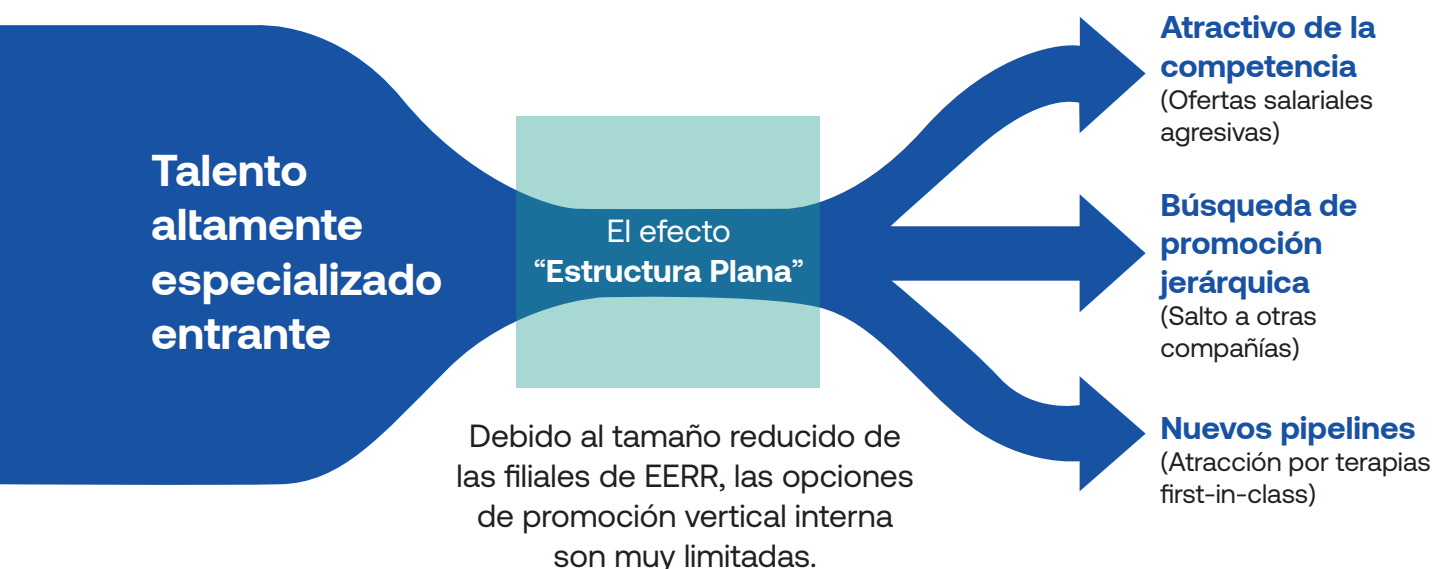 Talento
altamente
especializado
entrante
El efecto
“Estructura Plana”
Debido al tamaño reducido de
las filiales de EERR, las opciones
de promoción vertical interna
son muy limitadas.
Atractivo de la
competencia
(Ofertas salariales
agresivas)
Búsqueda de
promoción
jerárquica
(Salto a otras
compañías)
Nuevos pipelines
(Atracción por terapias
first-in-class)